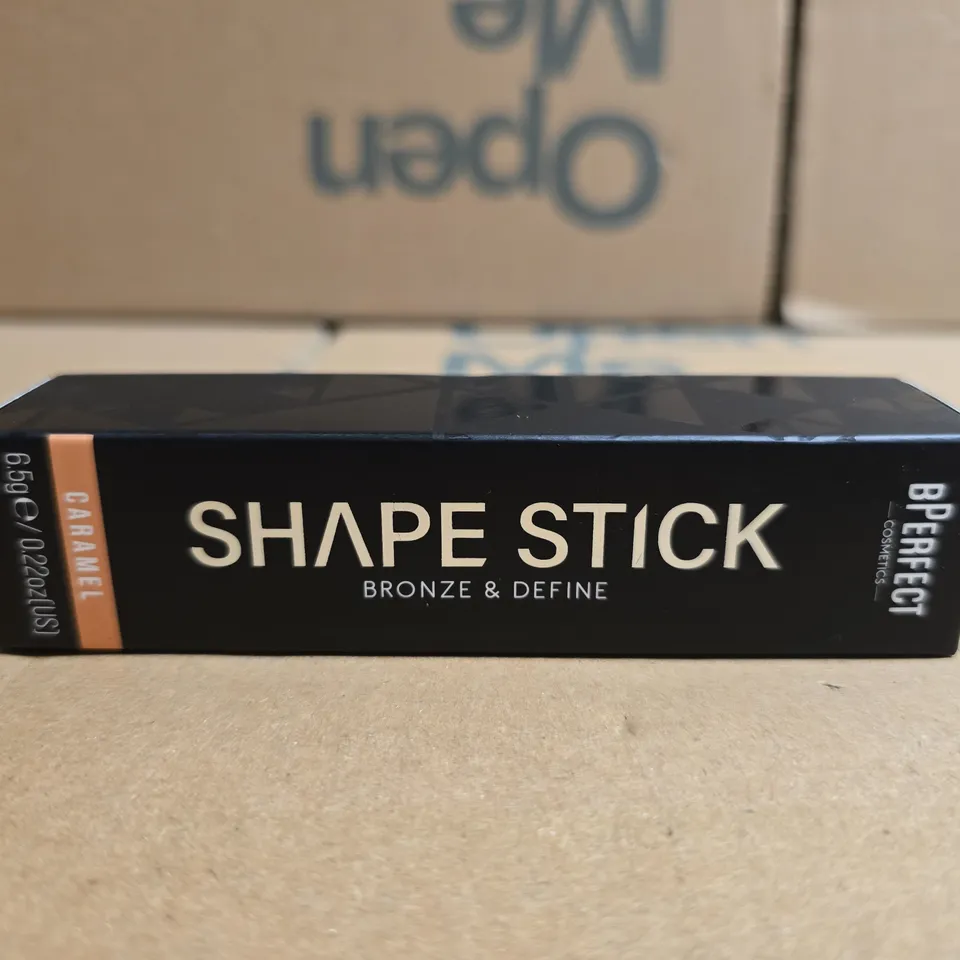 Open
Me
SHAPE STICK
BRONZE & DEFINE
CARAMEL
6.5g℮/0.22oz(US)
BPERFECT
COSMETICS